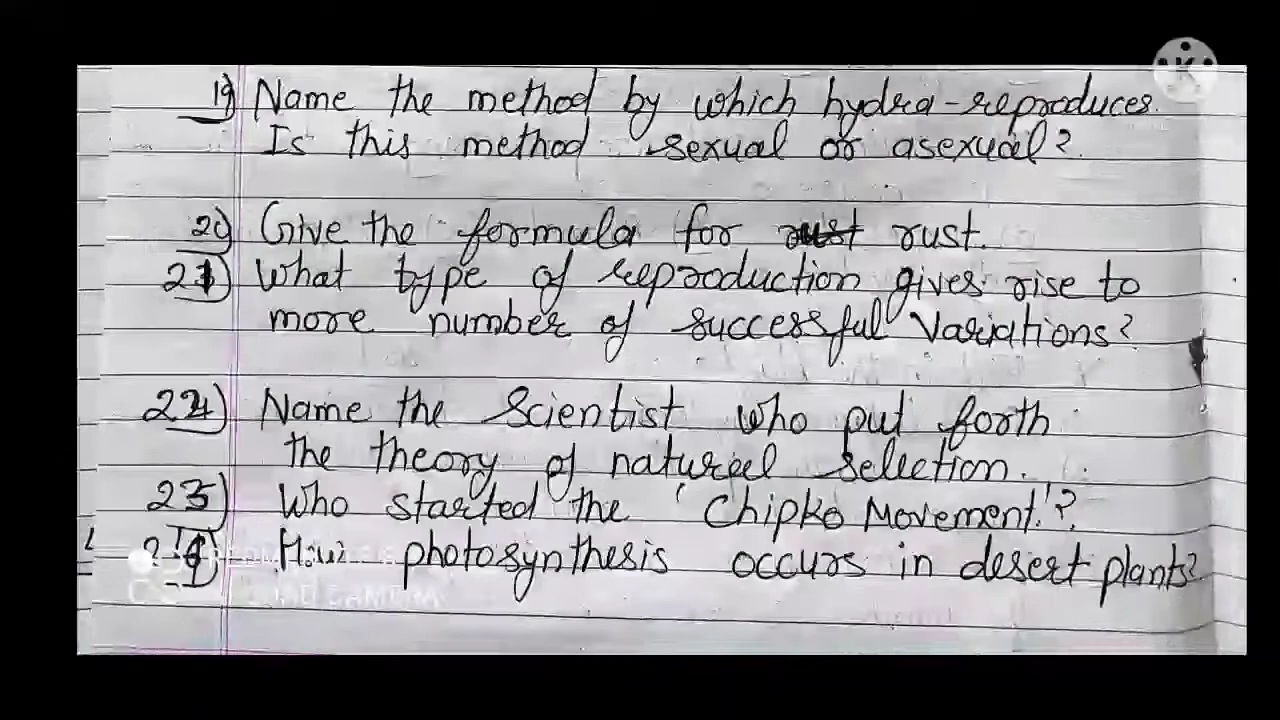 19) Name the method by which hydra-reproduces.
Is this method sexual or asexual?
20) Give the formula for rust rust.
21) What type of reproduction gives rise to
more number of successful variations?
22) Name the Scientist who put forth
the theory of natural selection.
23) Who started the 'Chipko Movement.'?
24) How photosynthesis occurs in desert plants?
K